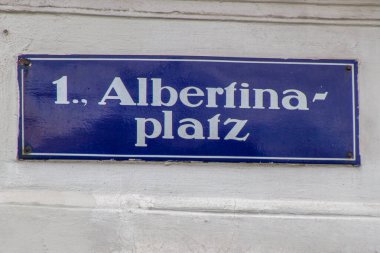 1., Albertina-
platz